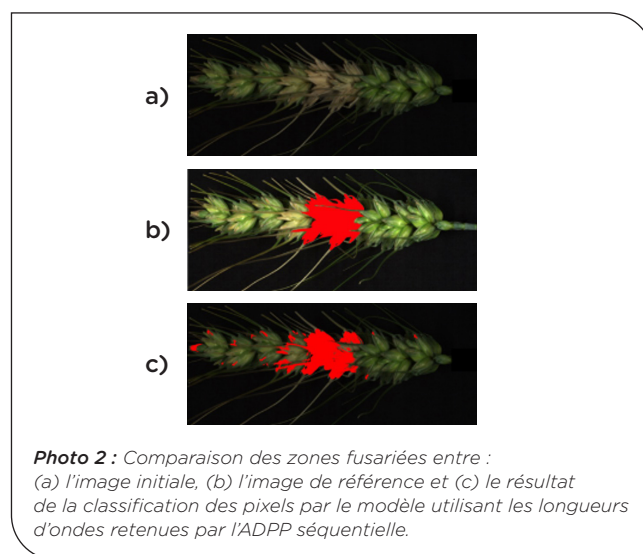 a)
b)
c)
Photo 2 : Comparaison des zones fusariées entre :
(a) l'image initiale, (b) l'image de référence et (c) le résultat
de la classification des pixels par le modèle utilisant les longueurs
d'ondes retenues par l'ADPP séquentielle.